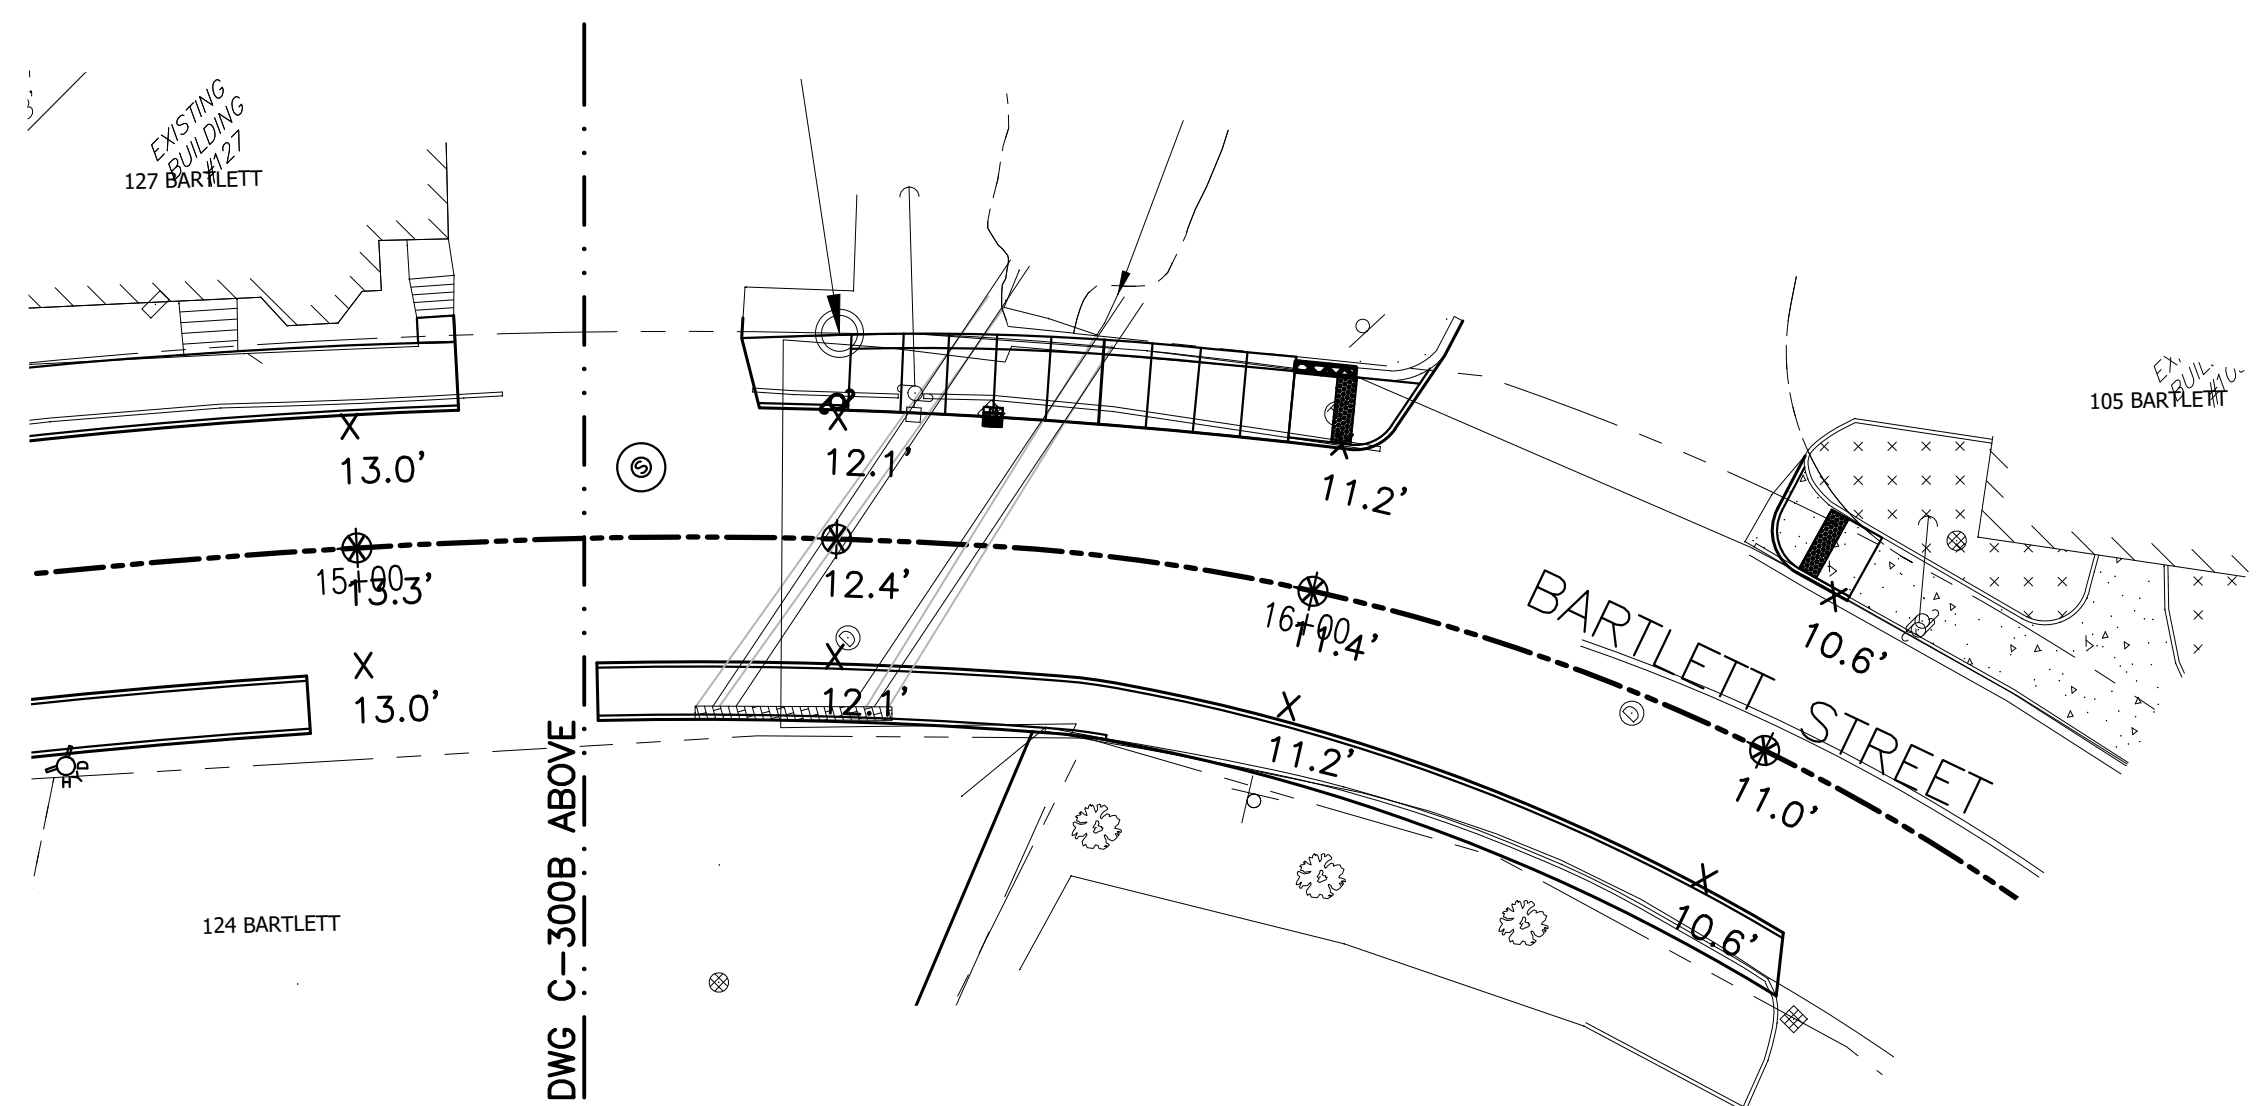 3'
EXISTING
BUILDING
#127
127 BARTLETT
105 BARTLETT
13.0'
12.1'
11.2'
S
15+00
13.3'
12.4'
16+00
11.4'
BARTLETT STREET
10.6'
13.0'
12.1'
11.2'
11.0'
10.6'
HYD
124 BARTLETT
DWG C-300B ABOVE